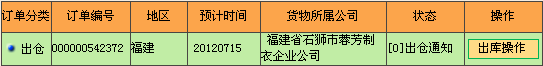 订单分类 订单编号 地区 预计时间 货物所属公司 状态 操作
出仓 000000542372 福建 20120715 福建省石狮市蓉芳制 [0]出仓通知 出库操作
衣企业公司